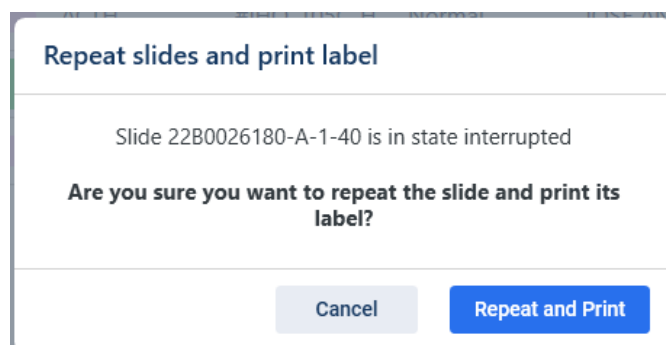 Repeat slides and print label
Slide 22B0026180-A-1-40 is in state interrupted
Are you sure you want to repeat the slide and print its
label?
Cancel
Repeat and Print